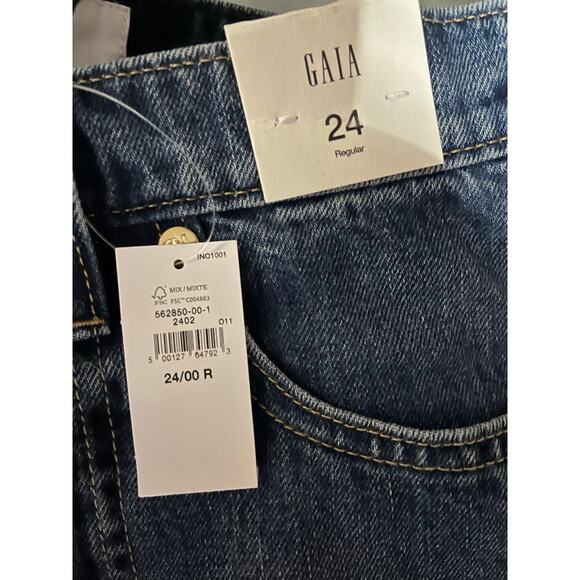 GAIA
24
Regular
INO1001
FSC
MIX/MIXTE
FSC™ C004883
562850-00-1
2402
O11
5 00127 64792 3
24/00 R